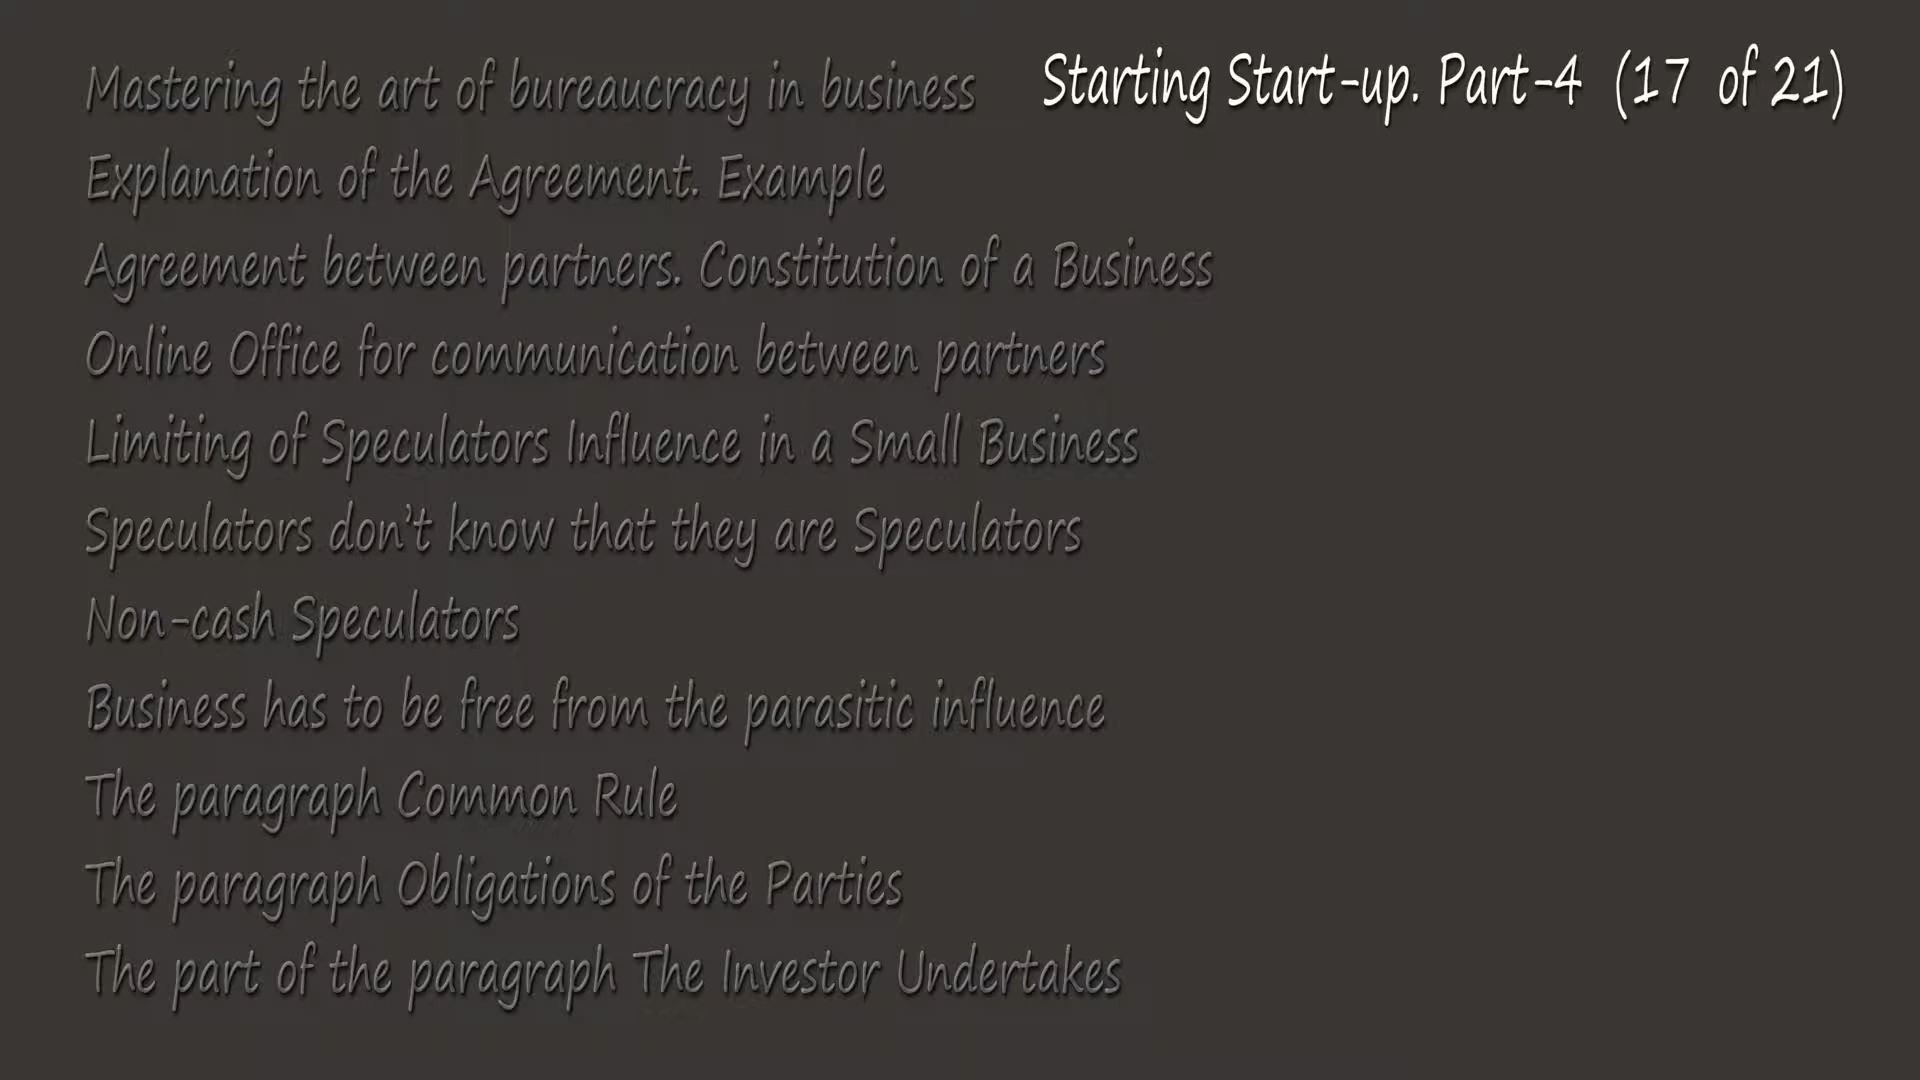 Mastering the art of bureaucracy in business
Starting Start-up. Part-4 (17 of 21)
Explanation of the Agreement. Example
Agreement between partners. Constitution of a Business
Online Office for communication between partners
Limiting of Speculators Influence in a Small Business
Speculators don't know that they are Speculators
Non-cash Speculators
Business has to be free from the parasitic influence
The paragraph Common Rule
The paragraph Obligations of the Parties
The part of the paragraph The Investor Undertakes